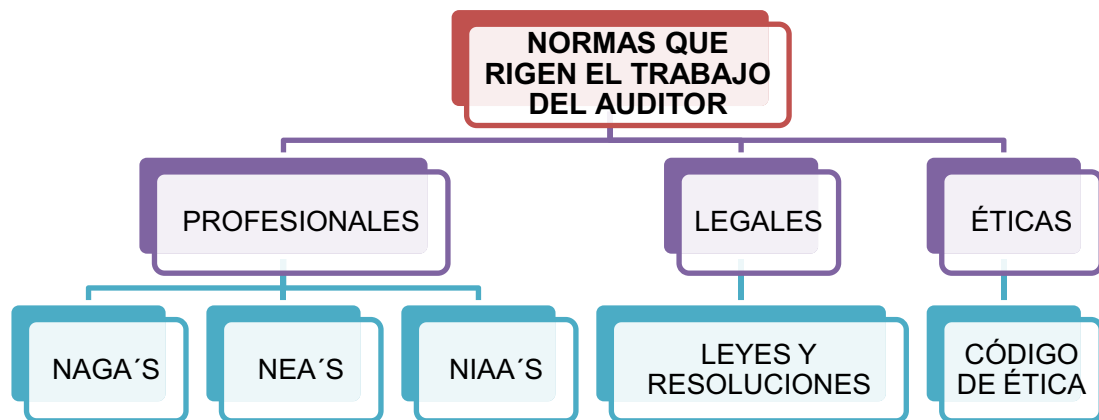 NORMAS QUE
RIGEN EL TRABAJO
DEL AUDITOR
PROFESIONALES
LEGALES
ÉTICAS
NAGA´S
NEA´S
NIAA´S
LEYES Y
RESOLUCIONES
CÓDIGO
DE ÉTICA